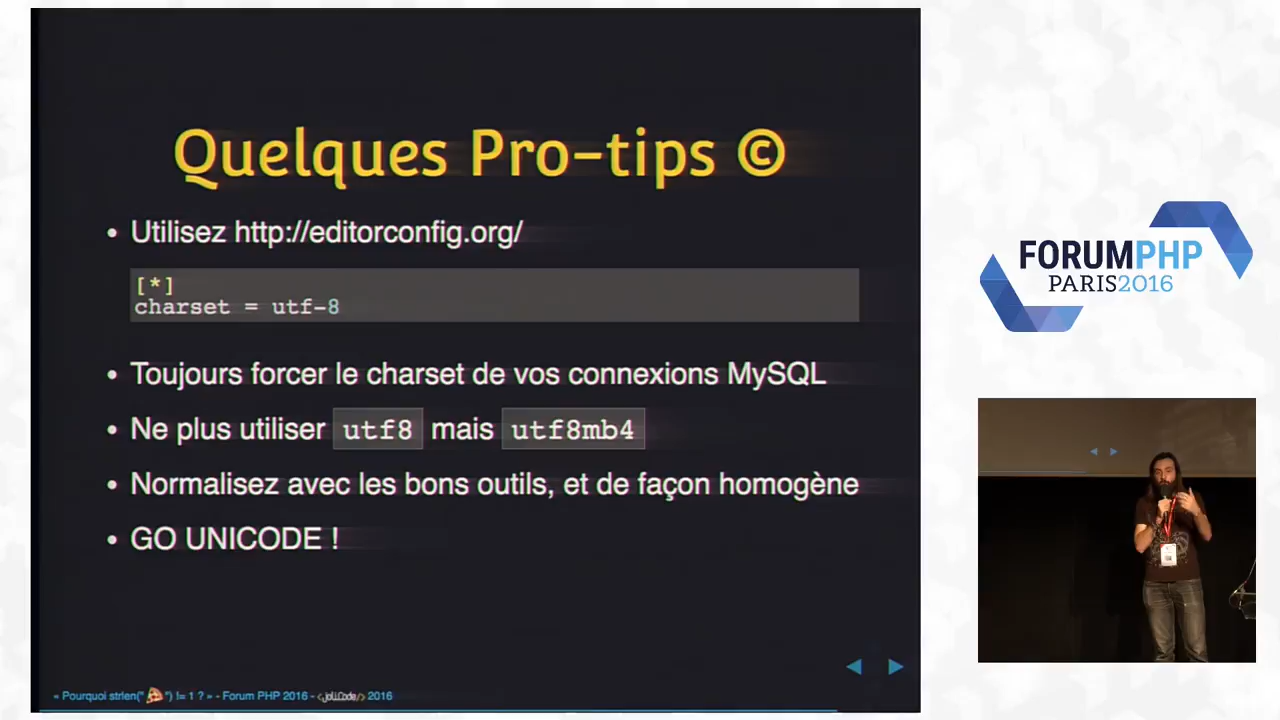 Quelques Pro-tips ©
• Utilisez http://editorconfig.org/
[*]
charset = utf-8
• Toujours forcer le charset de vos connexions MySQL
• Ne plus utiliser utf8 mais utf8mb4
• Normalisez avec les bons outils, et de façon homogène
• GO UNICODE !
« Pourquoi strlen("🍕") != 1 ? » - Forum PHP 2016 - <JoliCode/> 2016
FORUMPHP
PARIS2016